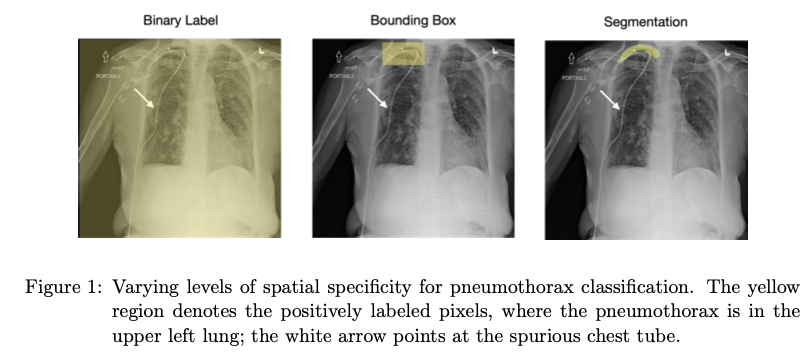 Binary Label
Bounding Box
Segmentation
PORTABLE
L
PORTABLE
L
PORTABLE
L
Figure 1: Varying levels of spatial specificity for pneumothorax classification. The yellow
region denotes the positively labeled pixels, where the pneumothorax is in the
upper left lung; the white arrow points at the spurious chest tube.